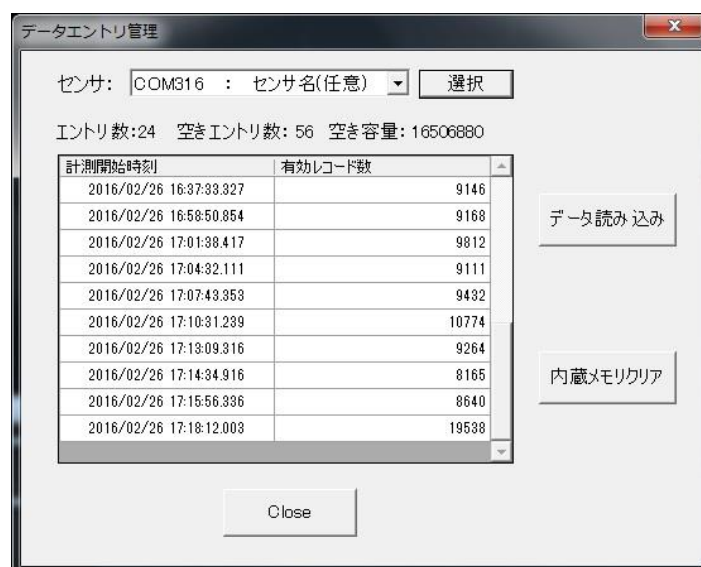 データエントリ管理
センサ: COM316 : センサ名(任意) 選択
エントリ数:24 空きエントリ数: 56 空き容量: 16506880
計測開始時刻 有効レコード数
2016/02/26 16:37:33.327 9146
2016/02/26 16:58:50.854 9168
2016/02/26 17:01:38.417 9812
2016/02/26 17:04:32.111 9111
2016/02/26 17:07:43.353 9432
2016/02/26 17:10:31.239 10774
2016/02/26 17:13:09.316 9264
2016/02/26 17:14:34.916 8165
2016/02/26 17:15:56.336 8640
2016/02/26 17:18:12.003 19538
データ読み込み
内蔵メモリクリア
Close